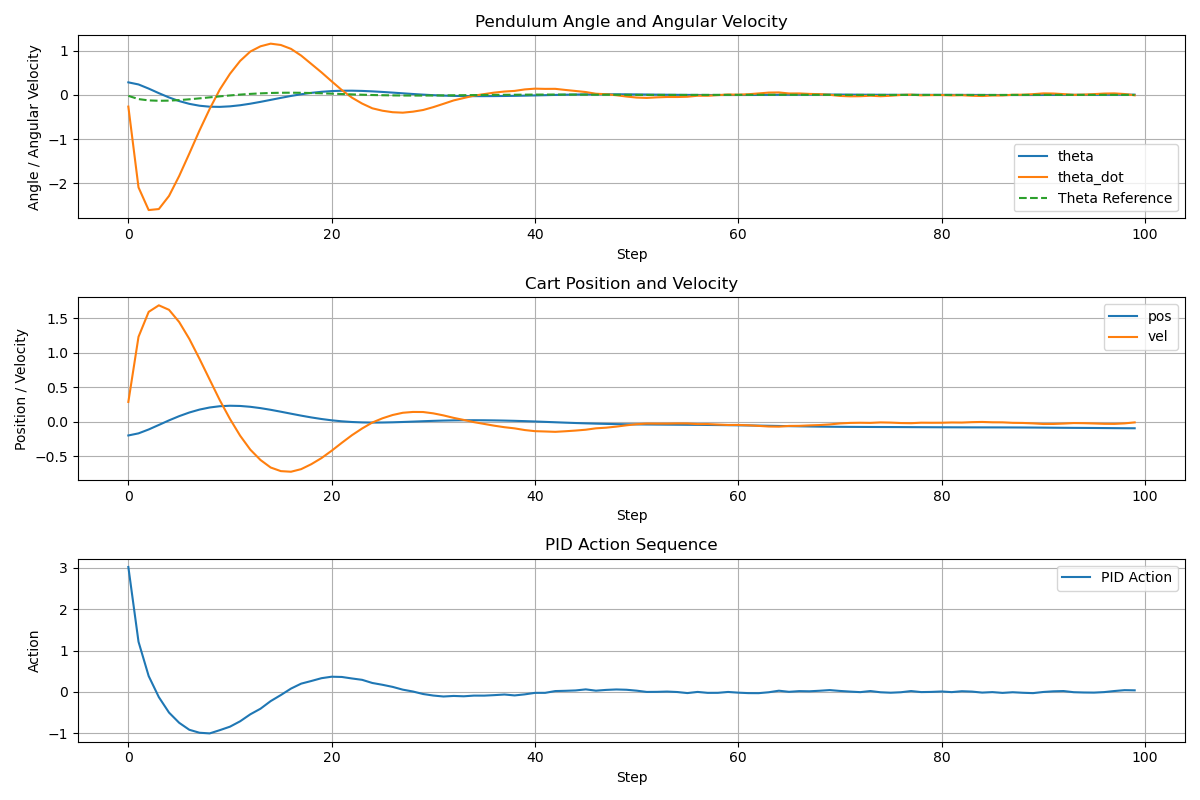 Pendulum Angle and Angular Velocity
Angle / Angular Velocity
1
0
−1
−2
theta
theta_dot
Theta Reference
0 20 40 60 80 100
Step
Cart Position and Velocity
Position / Velocity
1.5
1.0
0.5
0.0
−0.5
pos
vel
0 20 40 60 80 100
Step
PID Action Sequence
Action
3
2
1
0
−1
PID Action
0 20 40 60 80 100
Step